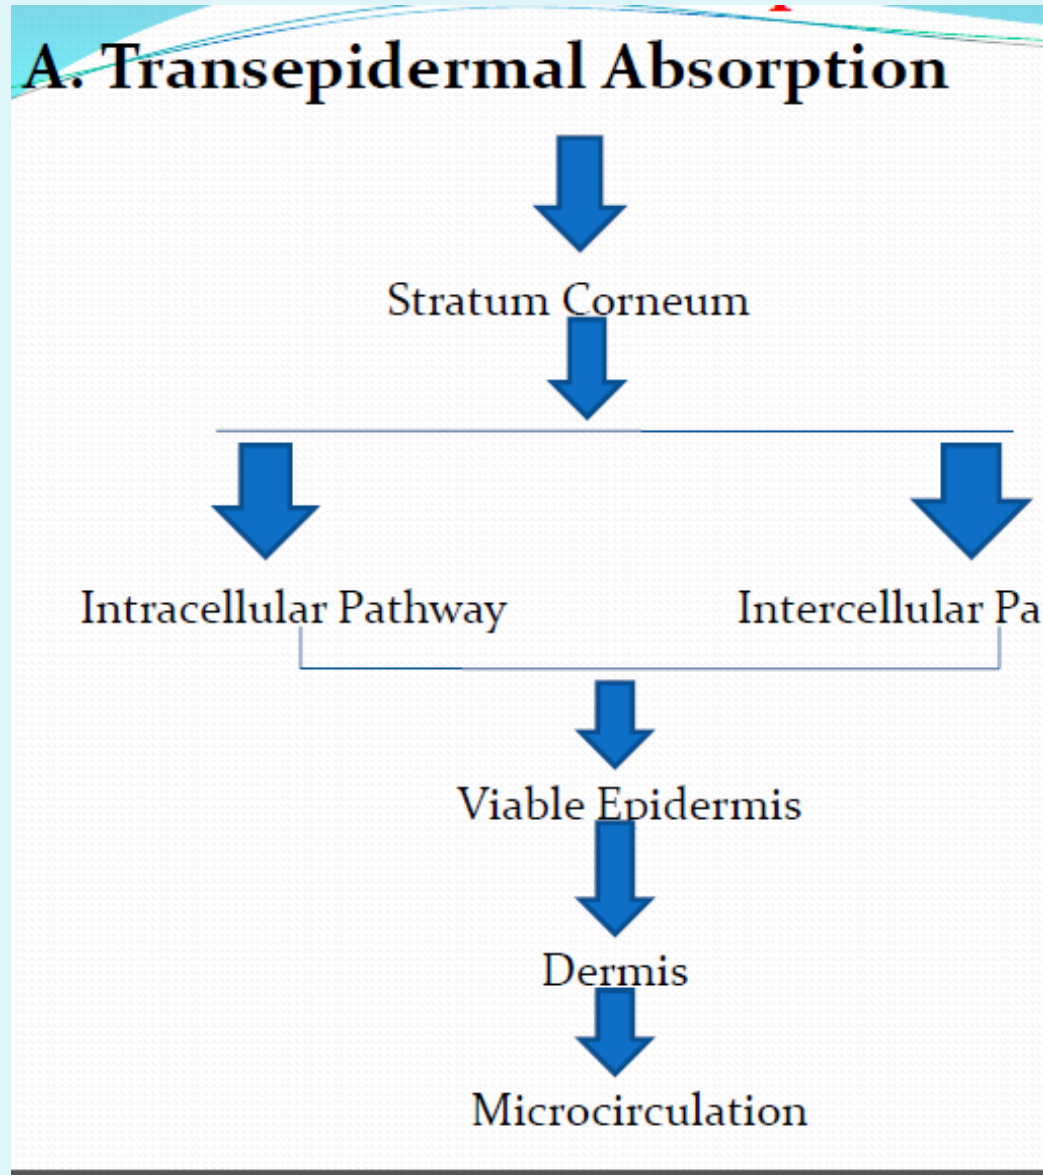 A. Transepidermal Absorption
Stratum Corneum
Intracellular Pathway
Intercellular Pa
Viable Epidermis
Dermis
Microcirculation